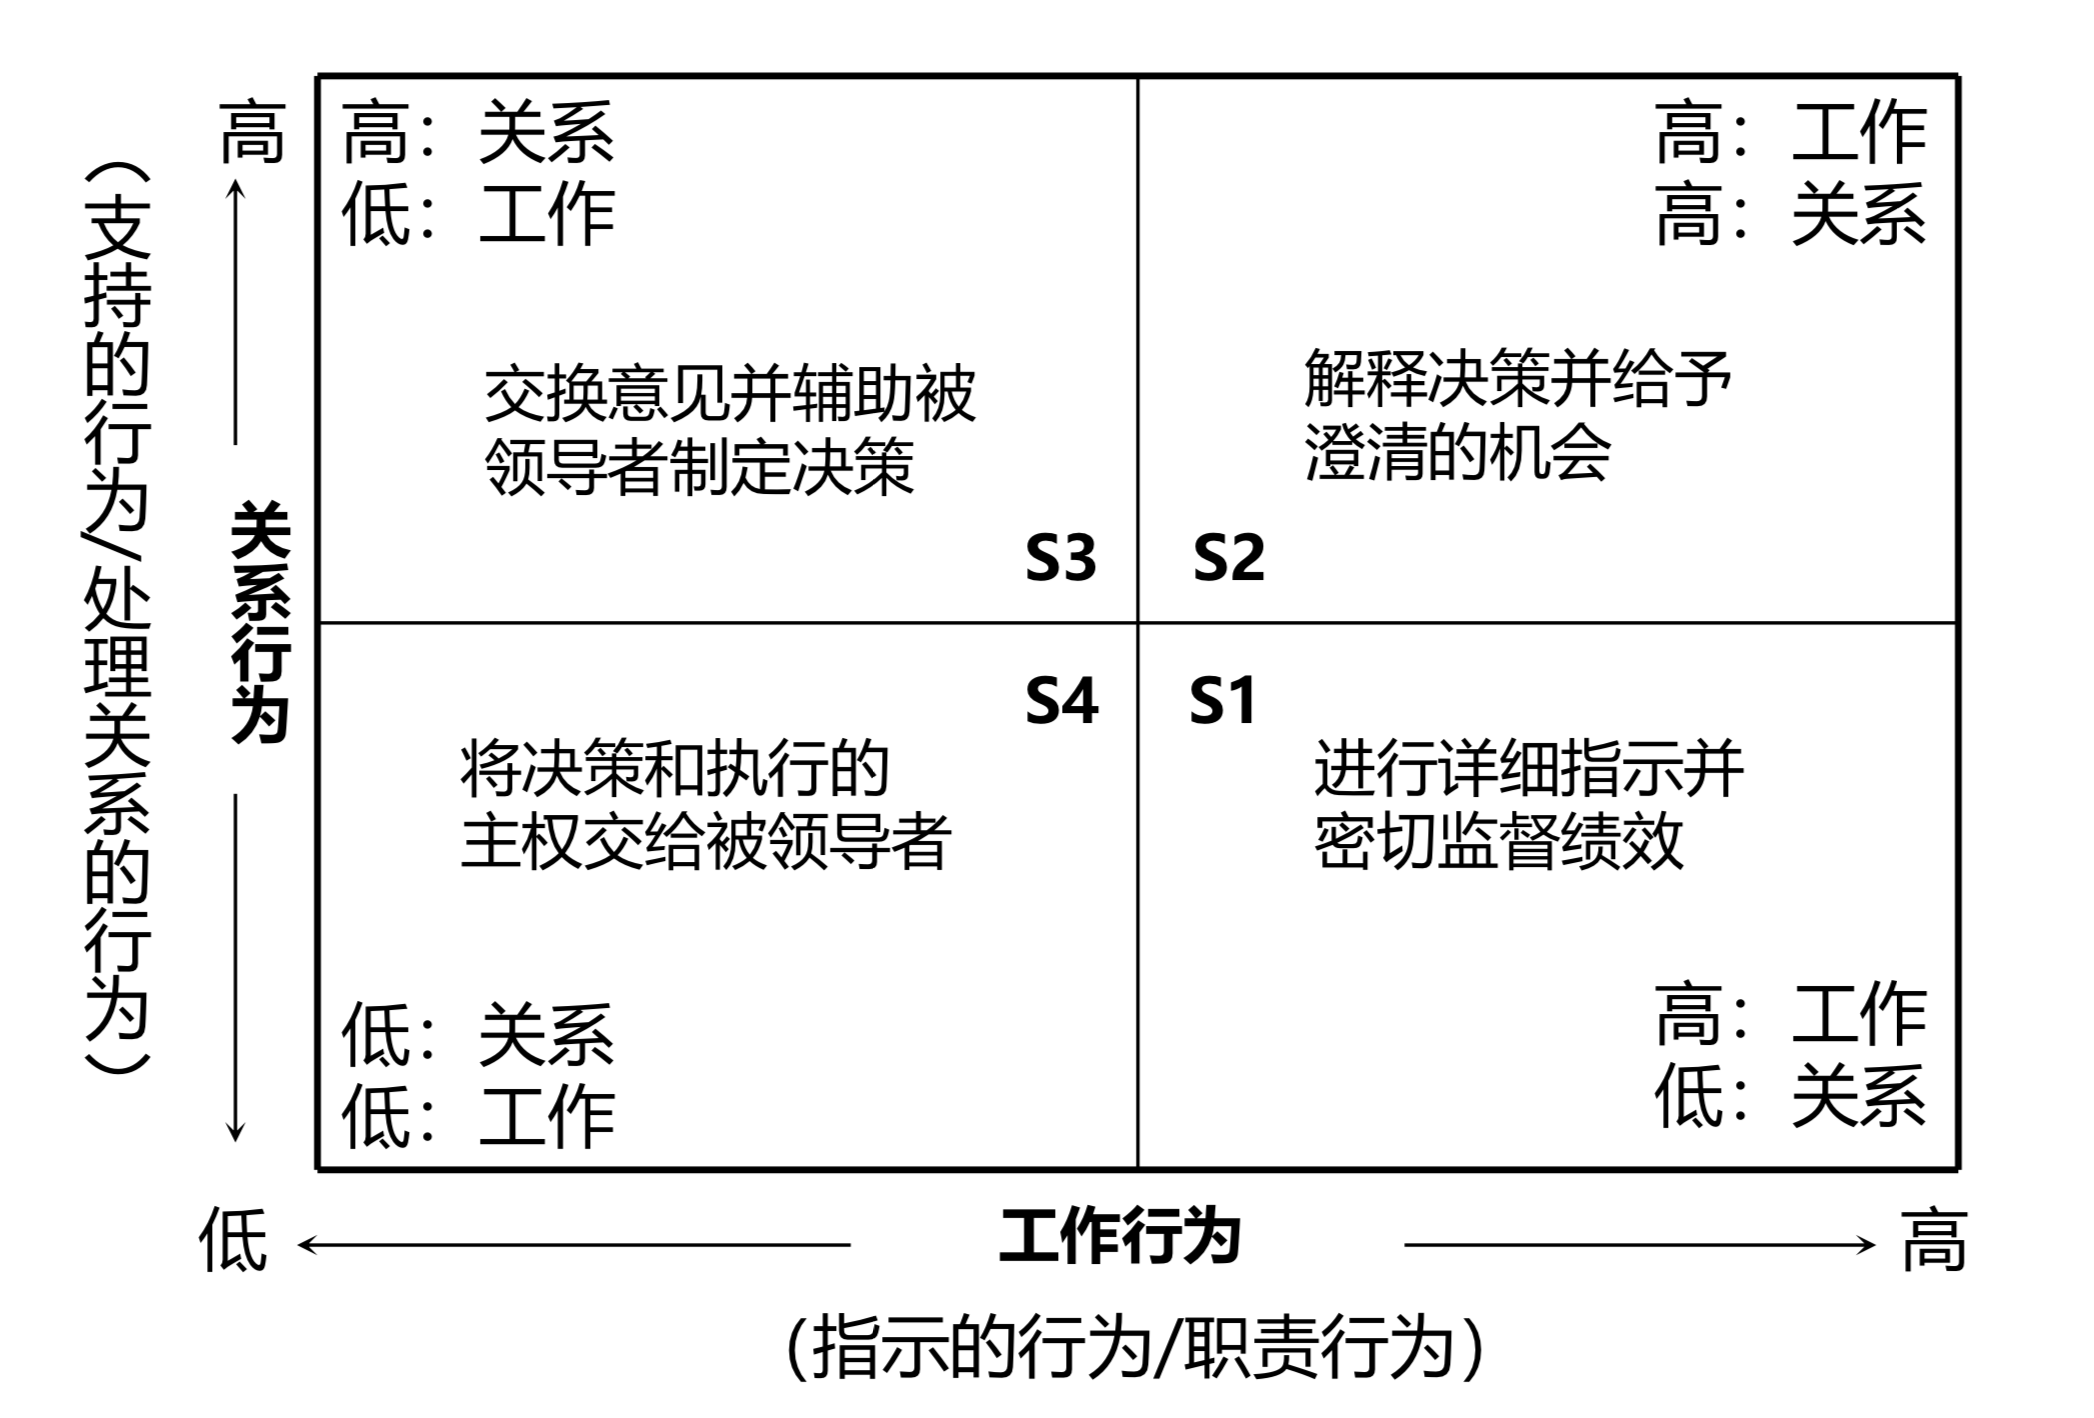 高
高：关系
低：工作
高：工作
高：关系
（支持的行为/处理关系的行为）
关系行为
交换意见并辅助被
领导者制定决策
S3
解释决策并给予
澄清的机会
S2
S4
将决策和执行的
主权交给被领导者
S1
进行详细指示并
密切监督绩效
低：关系
低：工作
高：工作
低：关系
低
工作行为
高
（指示的行为/职责行为）